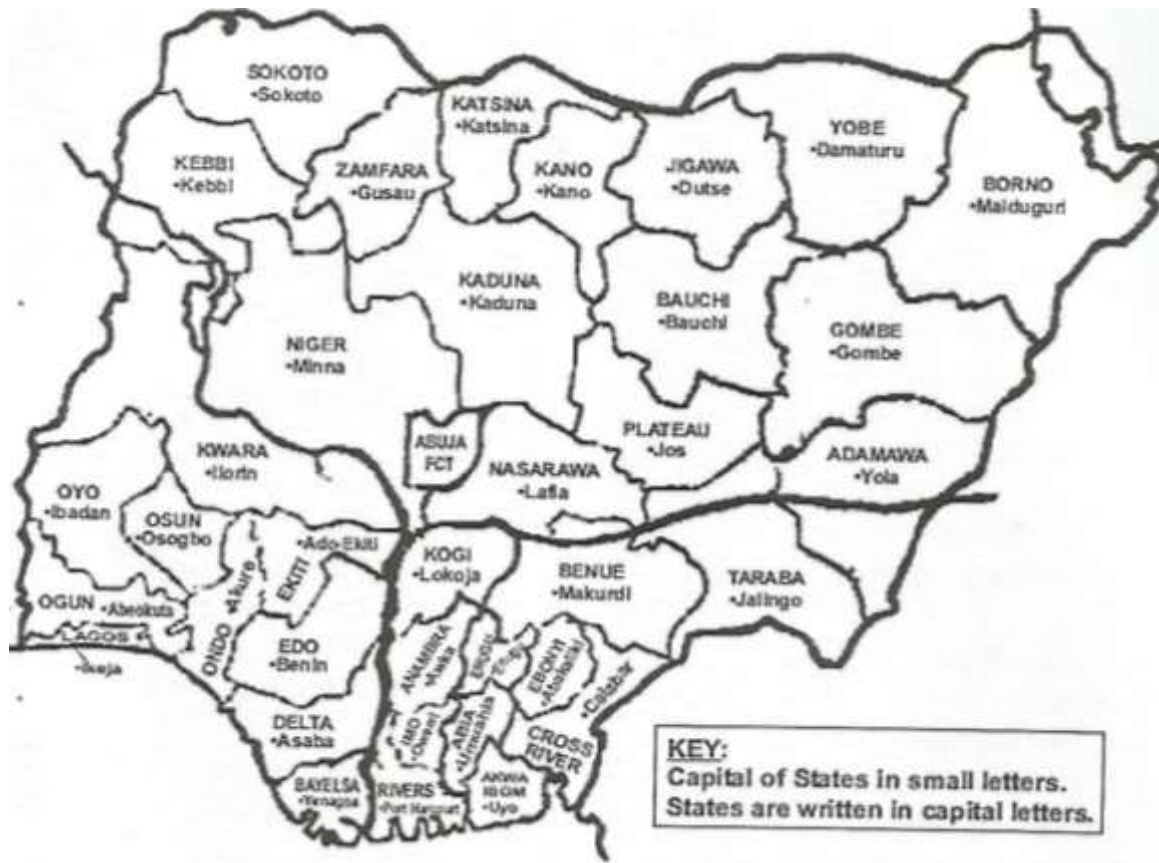 SOKOTO
•Sokoto
KATSINA
•Katsina
YOBE
•Damaturu
KEBBI
•Kebbi
ZAMFARA
•Gusau
KANO
•Kano
JIGAWA
•Dutse
BORNO
•Maiduguri
KADUNA
•Kaduna
BAUCHI
•Bauchi
GOMBE
•Gombe
NIGER
•Minna
ABUJA
FCT
PLATEAU
•Jos
KWARA
•Ilorin
NASARAWA
•Lafia
ADAMAWA
•Yola
OYO
•Ibadan
OSUN
•Osogbo
•Ado-Ekiti
EKITI
KOGI
•Lokoja
BENUE
•Makurdi
TARABA
•Jalingo
OGUN
•Abeokuta
LAGOS
•Ikeja
ONDO
•Akure
EDO
•Benin
ANAMBRA
•Awka
EBONYI
•Abakaliki
•Calabar
CROSS
RIVER
DELTA
•Asaba
IMO
•Owerri
ABIA
•Umuahia
BAYELSA
•Yenagoa
RIVERS
•Port Harcourt
AKWA
IBOM
•Uyo
KEY:
Capital of States in small letters.
States are written in capital letters.